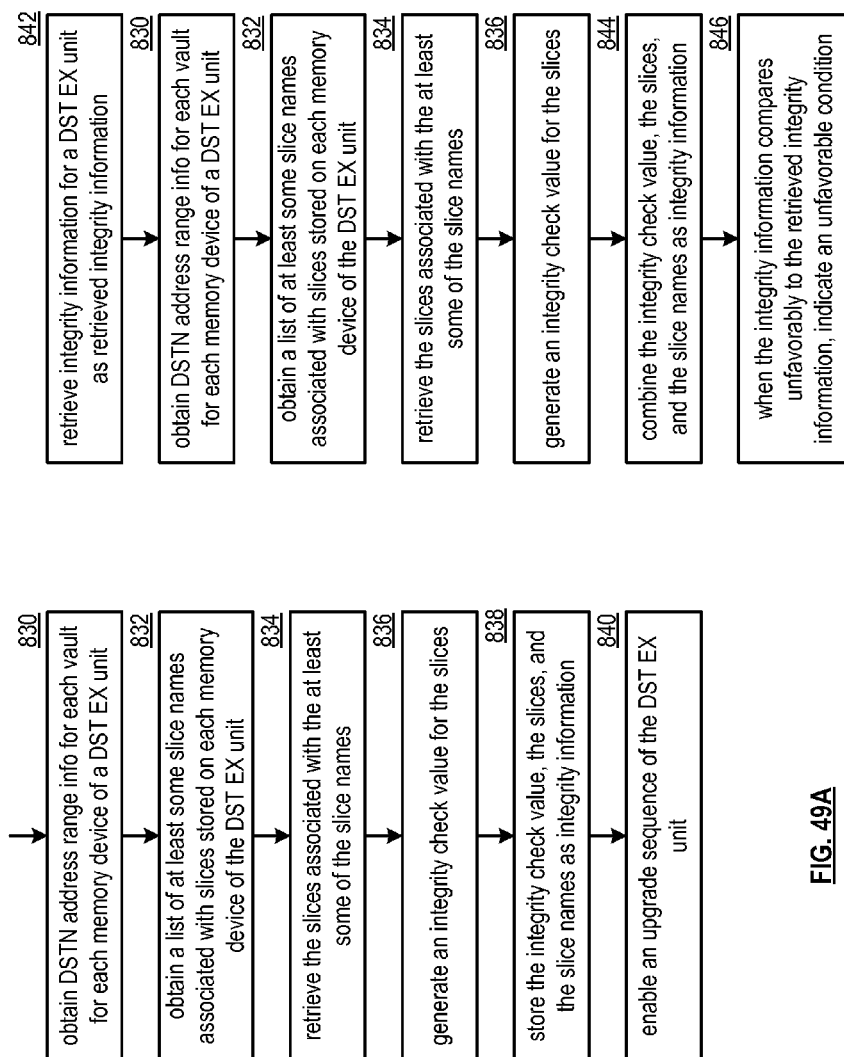 830
obtain DSTN address range info for each vault
for each memory device of a DST EX unit
832
obtain a list of at least some slice names
associated with slices stored on each memory
device of the DST EX unit
834
retrieve the slices associated with the at least
some of the slice names
836
generate an integrity check value for the slices
838
store the integrity check value, the slices, and
the slice names as integrity information
840
enable an upgrade sequence of the DST EX
unit
FIG. 49A
842
retrieve integrity information for a DST EX unit
as retrieved integrity information
830
obtain DSTN address range info for each vault
for each memory device of a DST EX unit
832
obtain a list of at least some slice names
associated with slices stored on each memory
device of the DST EX unit
834
retrieve the slices associated with the at least
some of the slice names
836
generate an integrity check value for the slices
844
combine the integrity check value, the slices,
and the slice names as integrity information
846
when the integrity information compares
unfavorably to the retrieved integrity
information, indicate an unfavorable condition